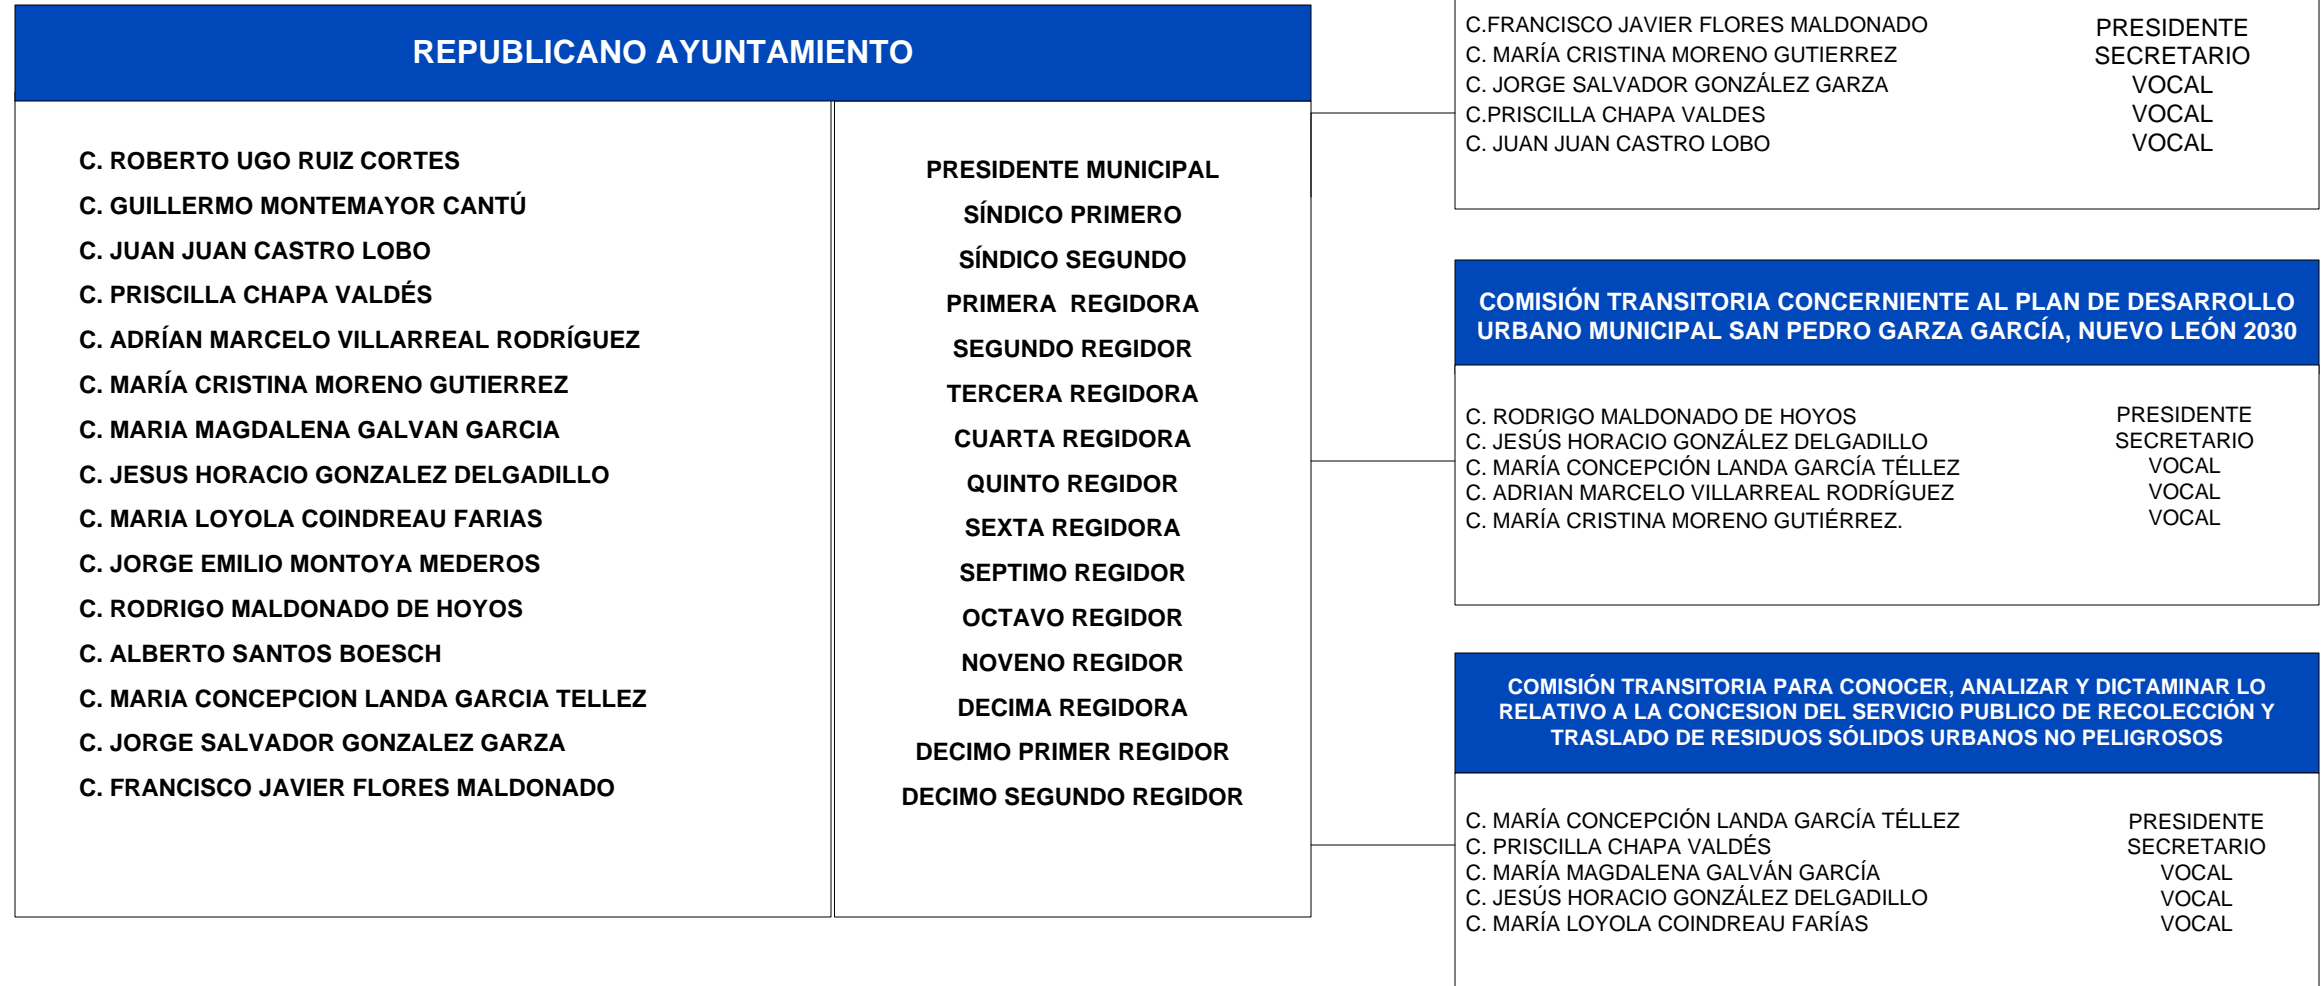 REPUBLICANO AYUNTAMIENTO
C. ROBERTO UGO RUIZ CORTES PRESIDENTE MUNICIPAL
C. GUILLERMO MONTEMAYOR CANTÚ SÍNDICO PRIMERO
C. JUAN JUAN CASTRO LOBO SÍNDICO SEGUNDO
C. PRISCILLA CHAPA VALDÉS PRIMERA REGIDORA
C. ADRÍAN MARCELO VILLARREAL RODRÍGUEZ SEGUNDO REGIDOR
C. MARÍA CRISTINA MORENO GUTIERREZ TERCERA REGIDORA
C. MARIA MAGDALENA GALVAN GARCIA CUARTA REGIDORA
C. JESUS HORACIO GONZALEZ DELGADILLO QUINTO REGIDOR
C. MARIA LOYOLA COINDREAU FARIAS SEXTA REGIDORA
C. JORGE EMILIO MONTOYA MEDEROS SEPTIMO REGIDOR
C. RODRIGO MALDONADO DE HOYOS OCTAVO REGIDOR
C. ALBERTO SANTOS BOESCH NOVENO REGIDOR
C. MARIA CONCEPCION LANDA GARCIA TELLEZ DECIMA REGIDORA
C. JORGE SALVADOR GONZALEZ GARZA DECIMO PRIMER REGIDOR
C. FRANCISCO JAVIER FLORES MALDONADO DECIMO SEGUNDO REGIDOR
C.FRANCISCO JAVIER FLORES MALDONADO PRESIDENTE
C. MARÍA CRISTINA MORENO GUTIERREZ SECRETARIO
C. JORGE SALVADOR GONZÁLEZ GARZA VOCAL
C.PRISCILLA CHAPA VALDES VOCAL
C. JUAN JUAN CASTRO LOBO VOCAL
COMISIÓN TRANSITORIA CONCERNIENTE AL PLAN DE DESARROLLO
URBANO MUNICIPAL SAN PEDRO GARZA GARCÍA, NUEVO LEÓN 2030
C. RODRIGO MALDONADO DE HOYOS PRESIDENTE
C. JESÚS HORACIO GONZÁLEZ DELGADILLO SECRETARIO
C. MARÍA CONCEPCIÓN LANDA GARCÍA TÉLLEZ VOCAL
C. ADRIAN MARCELO VILLARREAL RODRÍGUEZ VOCAL
C. MARÍA CRISTINA MORENO GUTIÉRREZ. VOCAL
COMISIÓN TRANSITORIA PARA CONOCER, ANALIZAR Y DICTAMINAR LO
RELATIVO A LA CONCESION DEL SERVICIO PUBLICO DE RECOLECCIÓN Y
TRASLADO DE RESIDUOS SÓLIDOS URBANOS NO PELIGROSOS
C. MARÍA CONCEPCIÓN LANDA GARCÍA TÉLLEZ PRESIDENTE
C. PRISCILLA CHAPA VALDÉS SECRETARIO
C. MARÍA MAGDALENA GALVÁN GARCÍA VOCAL
C. JESÚS HORACIO GONZÁLEZ DELGADILLO VOCAL
C. MARÍA LOYOLA COINDREAU FARÍAS VOCAL